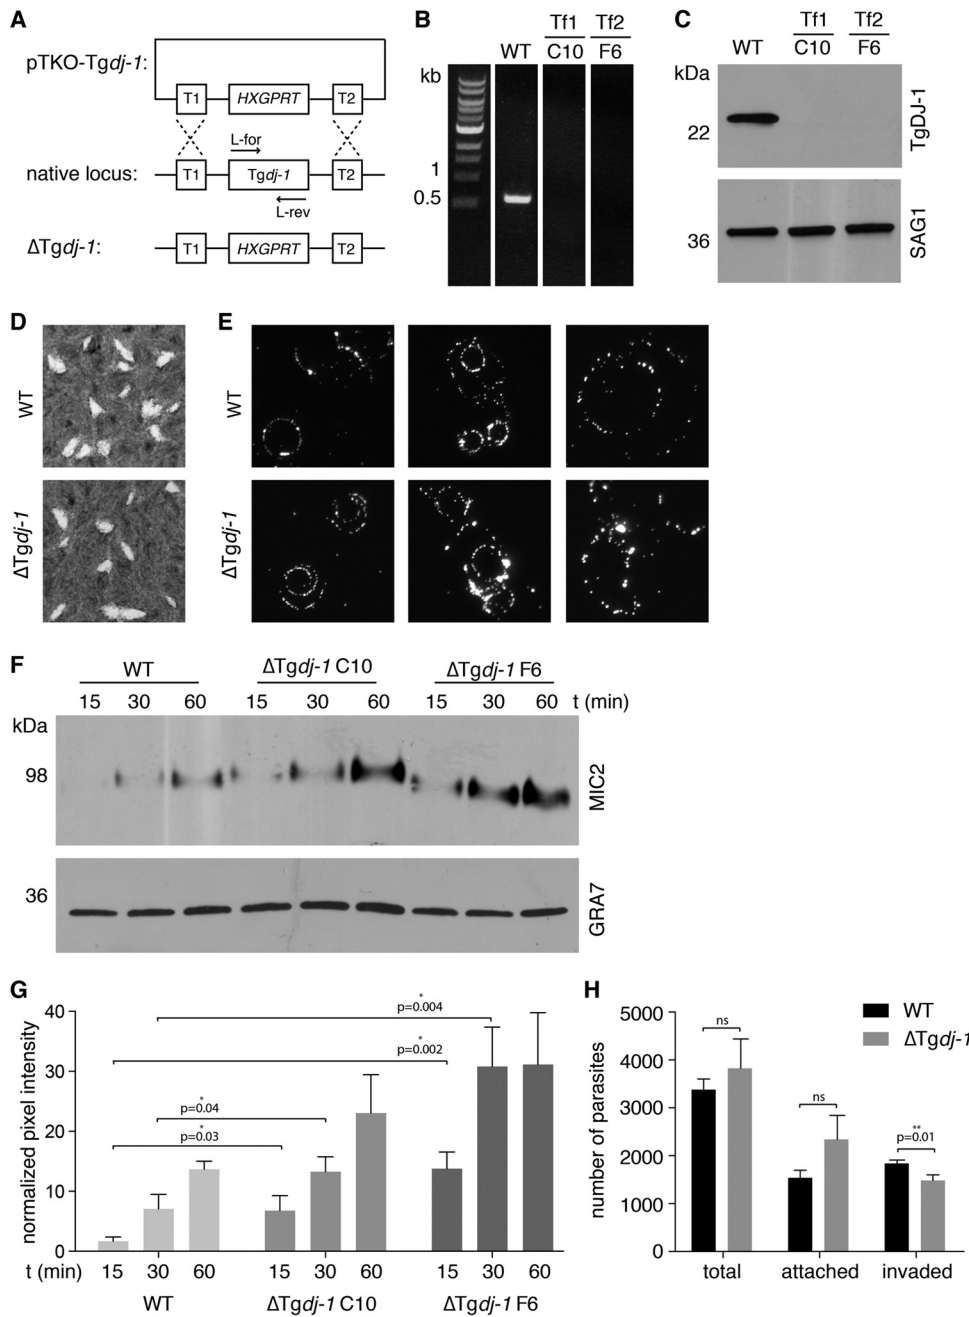 A
pTKO-Tgdj-1:
T1
HXGPRT
T2
L-for
native locus:
T1
Tgdj-1
T2
L-rev
ΔTgdj-1:
T1
HXGPRT
T2
B
Tf1
Tf2
WT
C10
F6
kb
1
0.5
C
Tf1
Tf2
WT
C10
F6
kDa
22
TgDJ-1
36
SAG1
D
WT
ΔTgdj-1
E
WT
ΔTgdj-1
F
WT
ΔTgdj-1 C10
ΔTgdj-1 F6
15 30 60 15 30 60 15 30 60 t (min)
kDa
98
MIC2
36
GRA7
G
normalized pixel intensity
40
30
20
10
0
*
p=0.004
*
p=0.002
*
p=0.04
*
p=0.03
t (min) 15 30 60 15 30 60 15 30 60
WT
ΔTgdj-1 C10
ΔTgdj-1 F6
H
WT
ΔTgdj-1
number of parasites
5000
4000
3000
2000
1000
0
ns
ns
**
p=0.01
total
attached
invaded